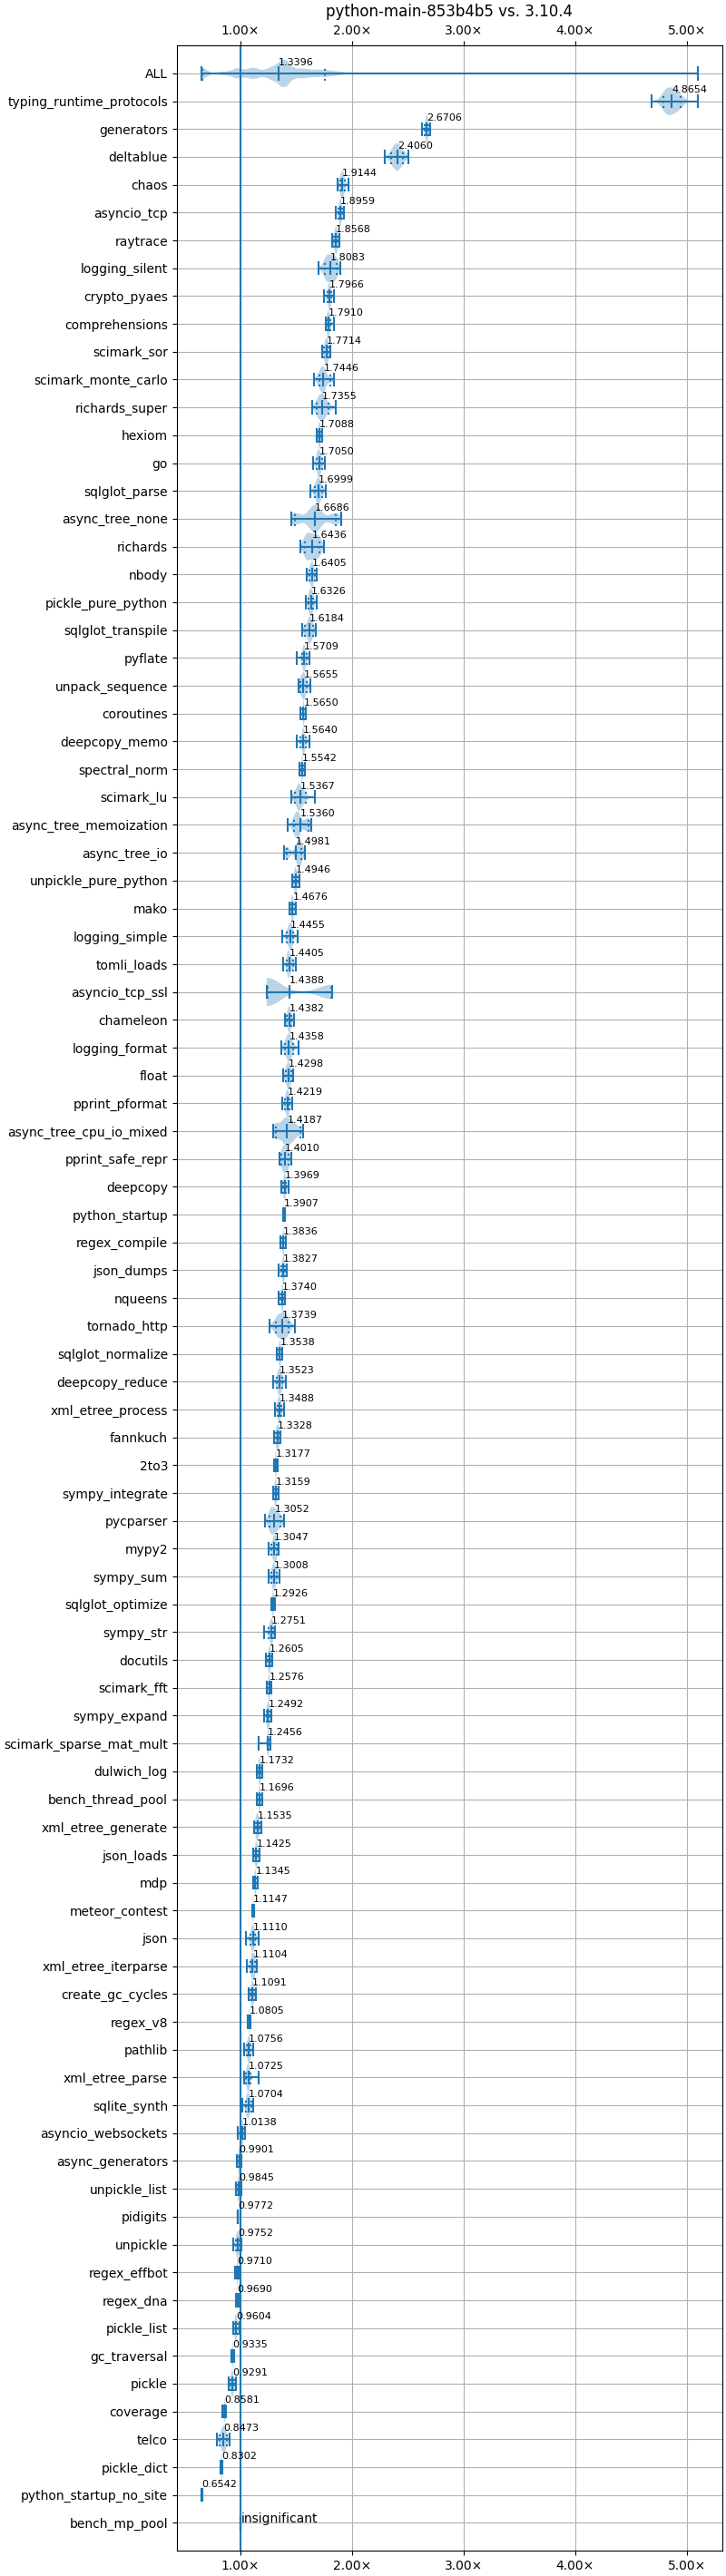 python-main-853b4b5 vs. 3.10.4
1.00× 2.00× 3.00× 4.00× 5.00×
ALL 1.3396
typing_runtime_protocols 4.8654
generators 2.6706
deltablue 2.4060
chaos 1.9144
asyncio_tcp 1.8959
raytrace 1.8568
logging_silent 1.8083
crypto_pyaes 1.7966
comprehensions 1.7910
scimark_sor 1.7714
scimark_monte_carlo 1.7446
richards_super 1.7355
hexiom 1.7088
go 1.7050
sqlglot_parse 1.6999
async_tree_none 1.6686
richards 1.6436
nbody 1.6405
pickle_pure_python 1.6326
sqlglot_transpile 1.6184
pyflate 1.5709
unpack_sequence 1.5655
coroutines 1.5650
deepcopy_memo 1.5640
spectral_norm 1.5542
scimark_lu 1.5367
async_tree_memoization 1.5360
async_tree_io 1.4981
unpickle_pure_python 1.4946
mako 1.4676
logging_simple 1.4455
tomli_loads 1.4405
asyncio_tcp_ssl 1.4388
chameleon 1.4382
logging_format 1.4358
float 1.4298
pprint_pformat 1.4219
async_tree_cpu_io_mixed 1.4187
pprint_safe_repr 1.4010
deepcopy 1.3969
python_startup 1.3907
regex_compile 1.3836
json_dumps 1.3827
nqueens 1.3740
tornado_http 1.3739
sqlglot_normalize 1.3538
deepcopy_reduce 1.3523
xml_etree_process 1.3488
fannkuch 1.3328
2to3 1.3177
sympy_integrate 1.3159
pycparser 1.3052
mypy2 1.3047
sympy_sum 1.3008
sqlglot_optimize 1.2926
sympy_str 1.2751
docutils 1.2605
scimark_fft 1.2576
sympy_expand 1.2492
scimark_sparse_mat_mult 1.2456
dulwich_log 1.1732
bench_thread_pool 1.1696
xml_etree_generate 1.1535
json_loads 1.1425
mdp 1.1345
meteor_contest 1.1147
json 1.1110
xml_etree_iterparse 1.1104
create_gc_cycles 1.1091
regex_v8 1.0805
pathlib 1.0756
xml_etree_parse 1.0725
sqlite_synth 1.0704
asyncio_websockets 1.0138
async_generators 0.9901
unpickle_list 0.9845
pidigits 0.9772
unpickle 0.9752
regex_effbot 0.9710
regex_dna 0.9690
pickle_list 0.9604
gc_traversal 0.9335
pickle 0.9291
coverage 0.8581
telco 0.8473
pickle_dict 0.8302
python_startup_no_site 0.6542
bench_mp_pool insignificant
1.00× 2.00× 3.00× 4.00× 5.00×